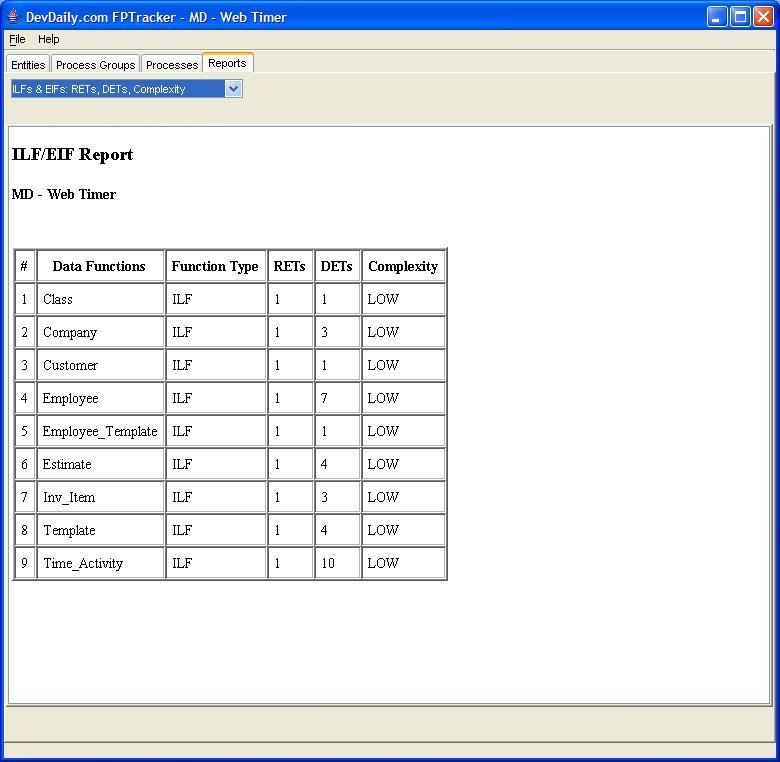 DevDaily.com FPTracker - MD - Web Timer
File Help
Entities Process Groups Processes Reports
ILFs & EIFs: RETs, DETs, Complexity
ILF/EIF Report
MD - Web Timer
# Data Functions Function Type RETs DETs Complexity
1 Class ILF 1 1 LOW
2 Company ILF 1 3 LOW
3 Customer ILF 1 1 LOW
4 Employee ILF 1 7 LOW
5 Employee_Template ILF 1 1 LOW
6 Estimate ILF 1 4 LOW
7 Inv_Item ILF 1 3 LOW
8 Template ILF 1 4 LOW
9 Time_Activity ILF 1 10 LOW